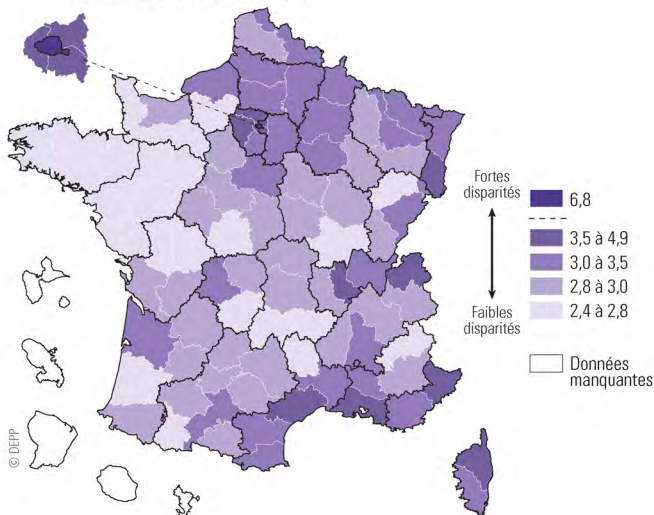 Fortes
disparités
6,8
3,5 à 4,9
3,0 à 3,5
2,8 à 3,0
2,4 à 2,8
Faibles
disparités
Données
manquantes
© DEPP